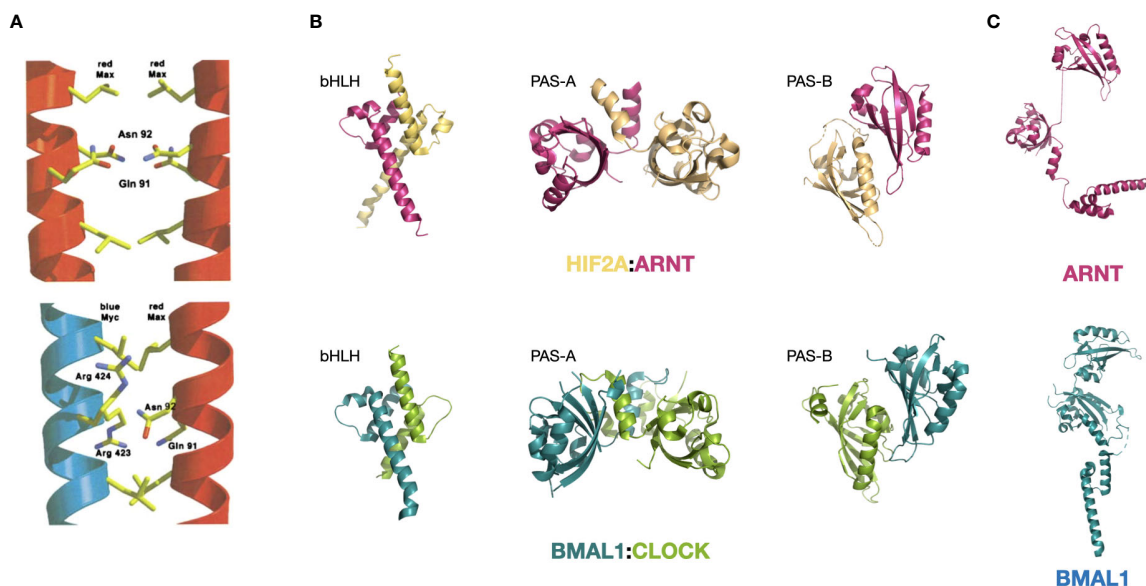 A
red
Max
red
Max
Asn 92
Gln 91
blue
Myc
red
Max
Arg 424
Asn 92
Arg 423
Gln 91
B
bHLH
PAS-A
PAS-B
HIF2A:ARNT
bHLH
PAS-A
PAS-B
BMAL1:CLOCK
C
ARNT
BMAL1